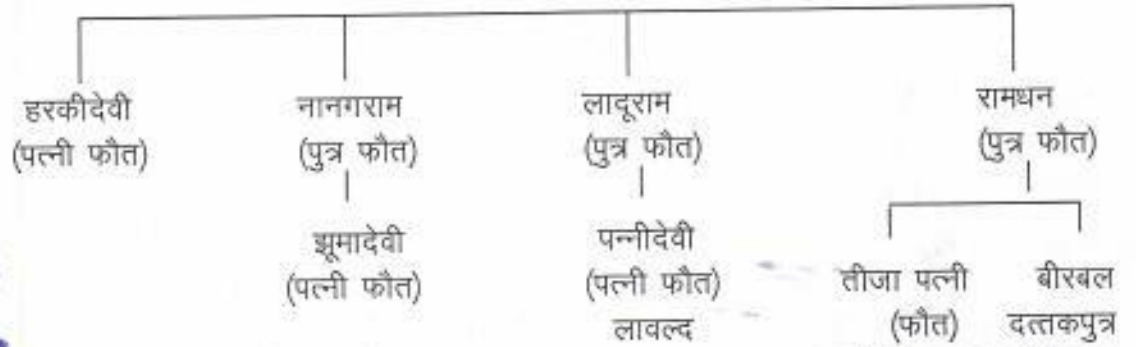 हरकीदेवी
(पत्नी फौत)
नानगराम
(पुत्र फौत)
झूमादेवी
(पत्नी फौत)
लादूराम
(पुत्र फौत)
पन्नीदेवी
(पत्नी फौत)
लावल्द
रामधन
(पुत्र फौत)
तीजा पत्नी
(फौत)
बीरबल
दत्तकपुत्र